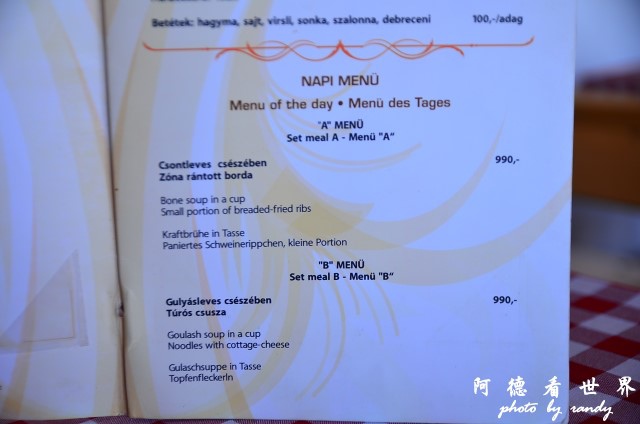 Betétek: hagyma, sajt, virsli, sonka, szalonna, debreceni 100,-/adag
NAPI MENÜ
Menu of the day • Menü des Tages
"A" MENÜ
Set meal A - Menü "A"
Csontleves csészében 990,-
Zóna rántott borda
Bone soup in a cup
Small portion of breaded-fried ribs
Kraftbrühe in Tasse
Paniertes Schweinerippchen, kleine Portion
"B" MENÜ
Set meal B - Menü "B"
Gulyásleves csészében 990,-
Túrós csusza
Goulash soup in a cup
Noodles with cottage-cheese
Gulaschsuppe in Tasse
Topfenfleckerln
阿德看世界
photo by randy